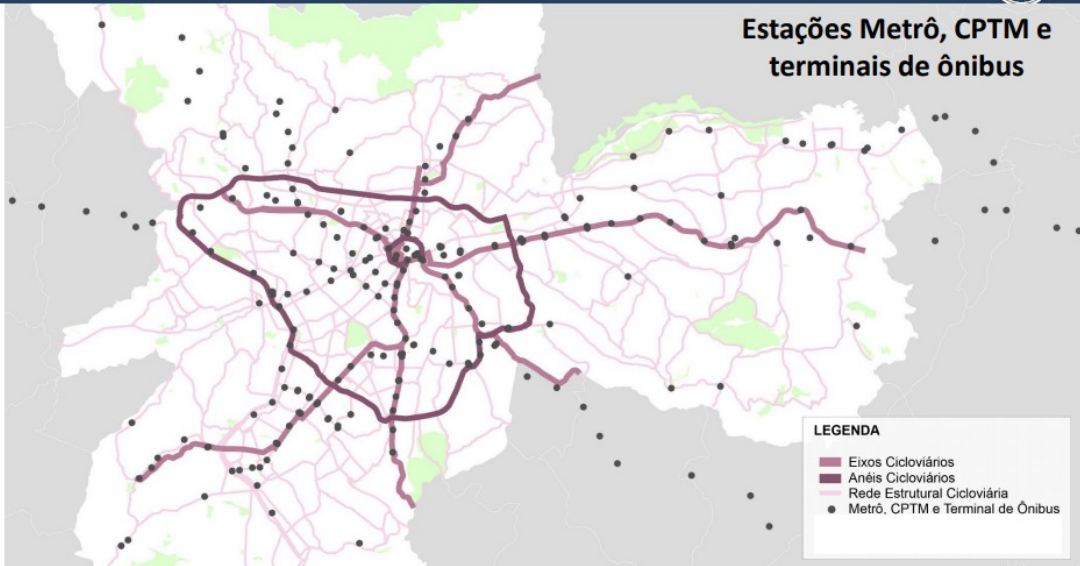 Estações Metrô, CPTM e
terminais de ônibus
LEGENDA
Eixos Cicloviários
Anéis Cicloviários
Rede Estrutural Cicloviária
Metrô, CPTM e Terminal de Ônibus